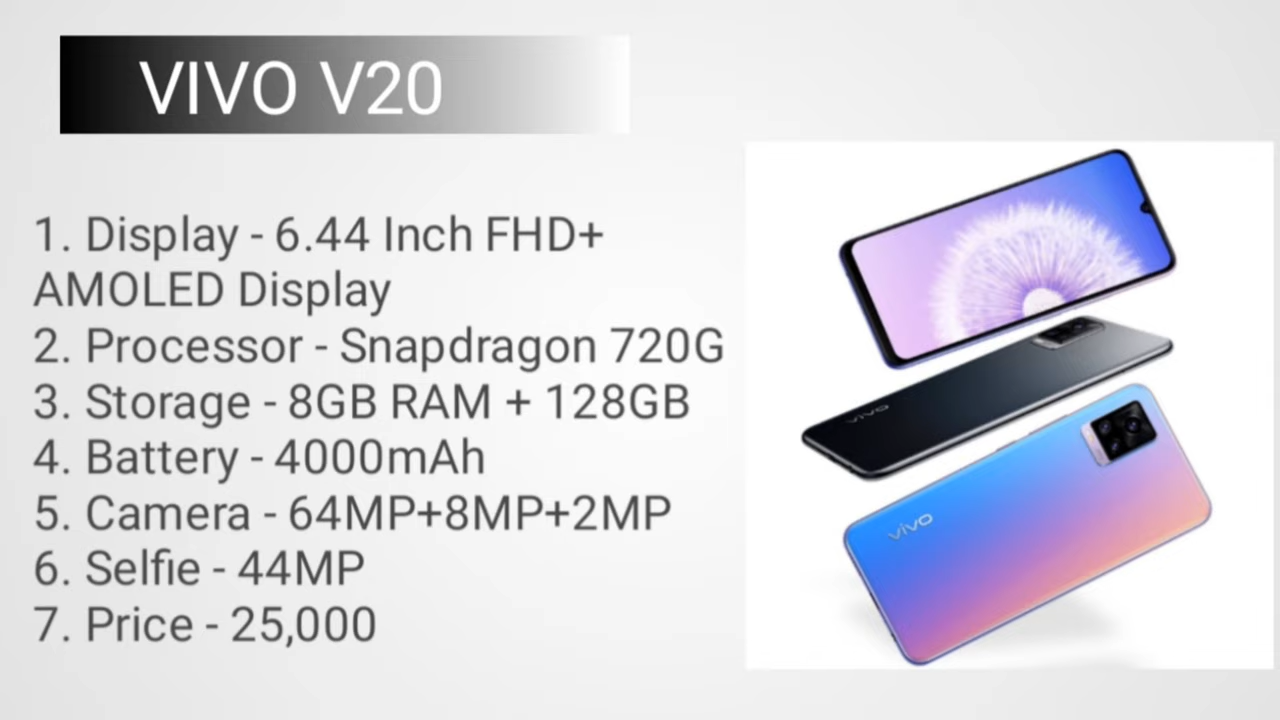 VIVO V20
1. Display - 6.44 Inch FHD+
AMOLED Display
2. Processor - Snapdragon 720G
3. Storage - 8GB RAM + 128GB
4. Battery - 4000mAh
5. Camera - 64MP+8MP+2MP
6. Selfie - 44MP
7. Price - 25,000
vivo
vivo